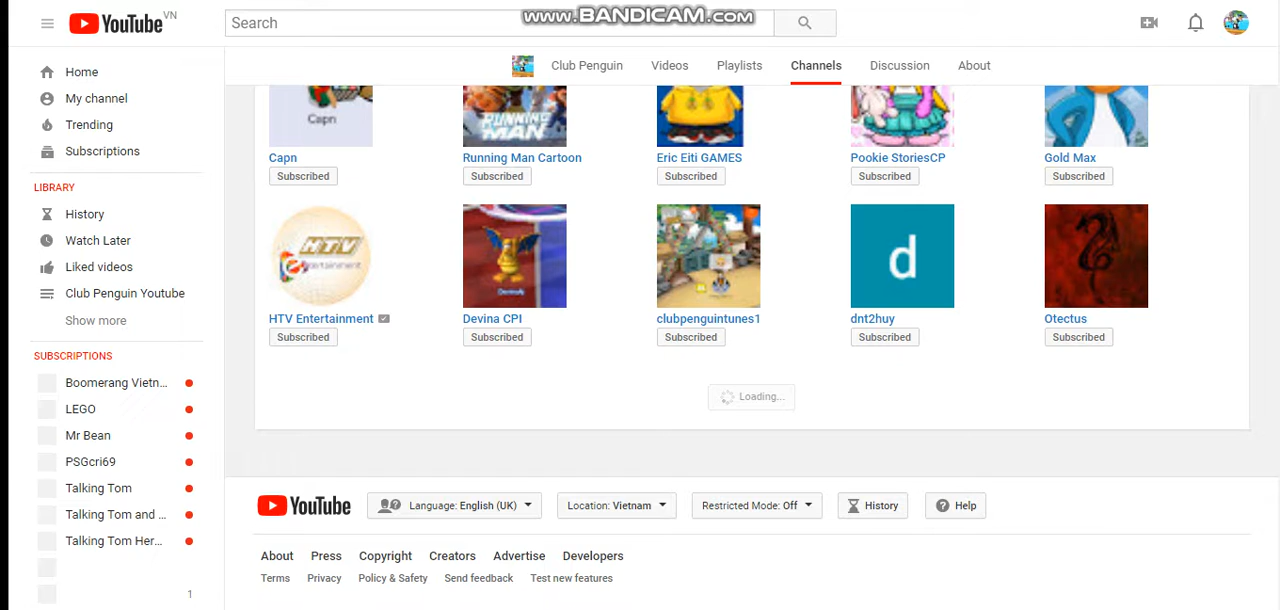 YouTube VN
Search
www.BANDICAM.com
Home
My channel
Trending
Subscriptions
LIBRARY
History
Watch Later
Liked videos
Club Penguin Youtube
Show more
SUBSCRIPTIONS
Boomerang Vietn...
LEGO
Mr Bean
PSGcri69
Talking Tom
Talking Tom and ...
Talking Tom Her...
1
Club Penguin Videos Playlists Channels Discussion About
Capn
RUNNING MAN
Capn Running Man Cartoon Eric Eiti GAMES Pookie StoriesCP Gold Max
Subscribed Subscribed Subscribed Subscribed Subscribed
HTV
Entertainment
d
HTV Entertainment Devina CPI clubpenguintunes1 dnt2huy Otectus
Subscribed Subscribed Subscribed Subscribed Subscribed
Loading...
YouTube Language: English (UK) Location: Vietnam Restricted Mode: Off History Help
About Press Copyright Creators Advertise Developers
Terms Privacy Policy & Safety Send feedback Test new features